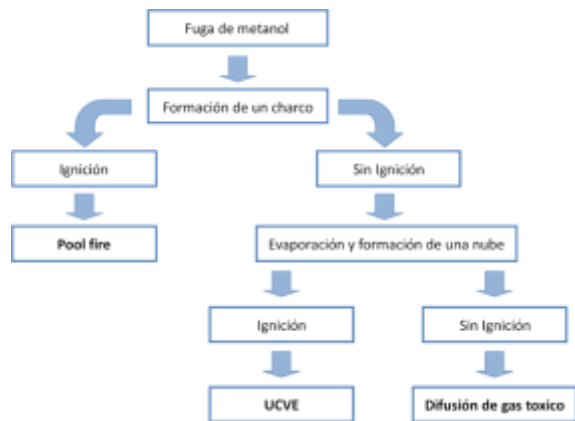 Fuga de metanol
Formación de un charco
Ignición
Sin Ignición
Pool fire
Evaporación y formación de una nube
Ignición
Sin Ignición
UCVE
Difusión de gas toxico